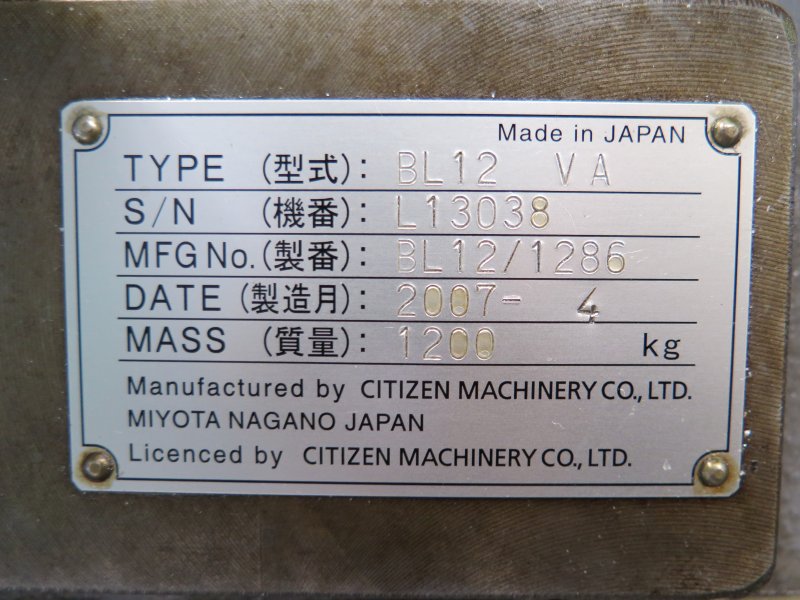 Made in JAPAN
TYPE (型式): BL12 VA
S/N (機番): L13038
MFG No. (製番): BL12/1286
DATE (製造月): 2007- 4
MASS (質量): 1200 kg
Manufactured by CITIZEN MACHINERY CO., LTD.
MIYOTA NAGANO JAPAN
Licenced by CITIZEN MACHINERY CO., LTD.